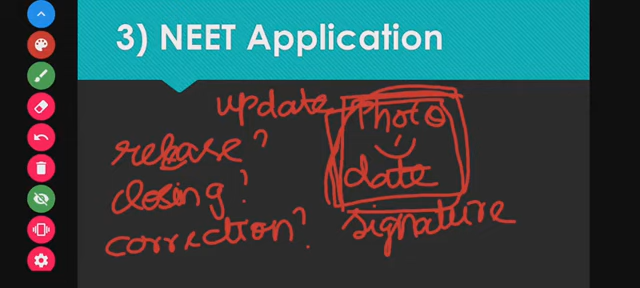 3) NEET Application
update
Photo
release?
date
closing?
signature
correction?